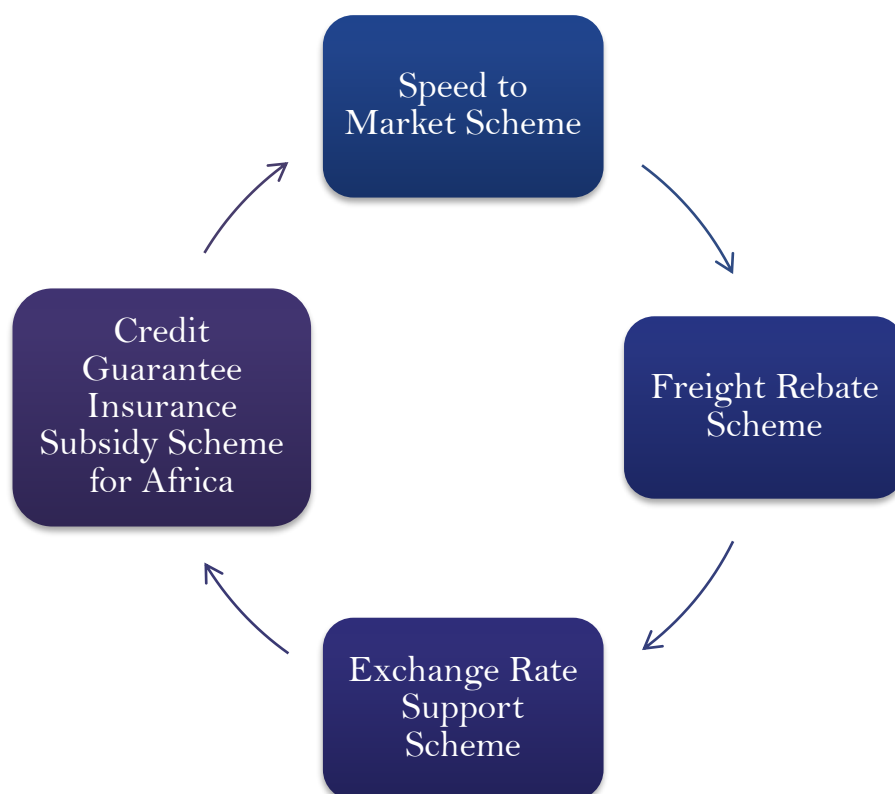 Speed to
Market Scheme
Freight Rebate
Scheme
Exchange Rate
Support
Scheme
Credit
Guarantee
Insurance
Subsidy Scheme
for Africa